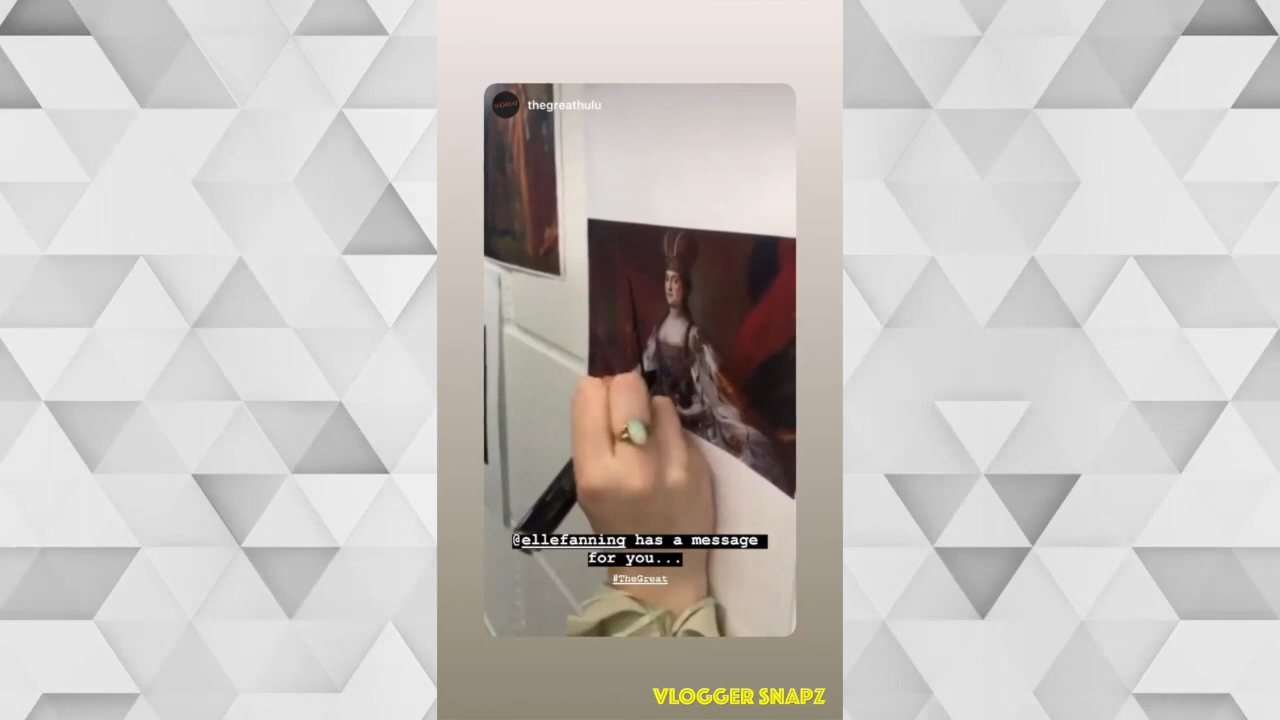 thegreathulu
@ellefanning has a message
for you...
#TheGreat
VLOGGER SNAPZ